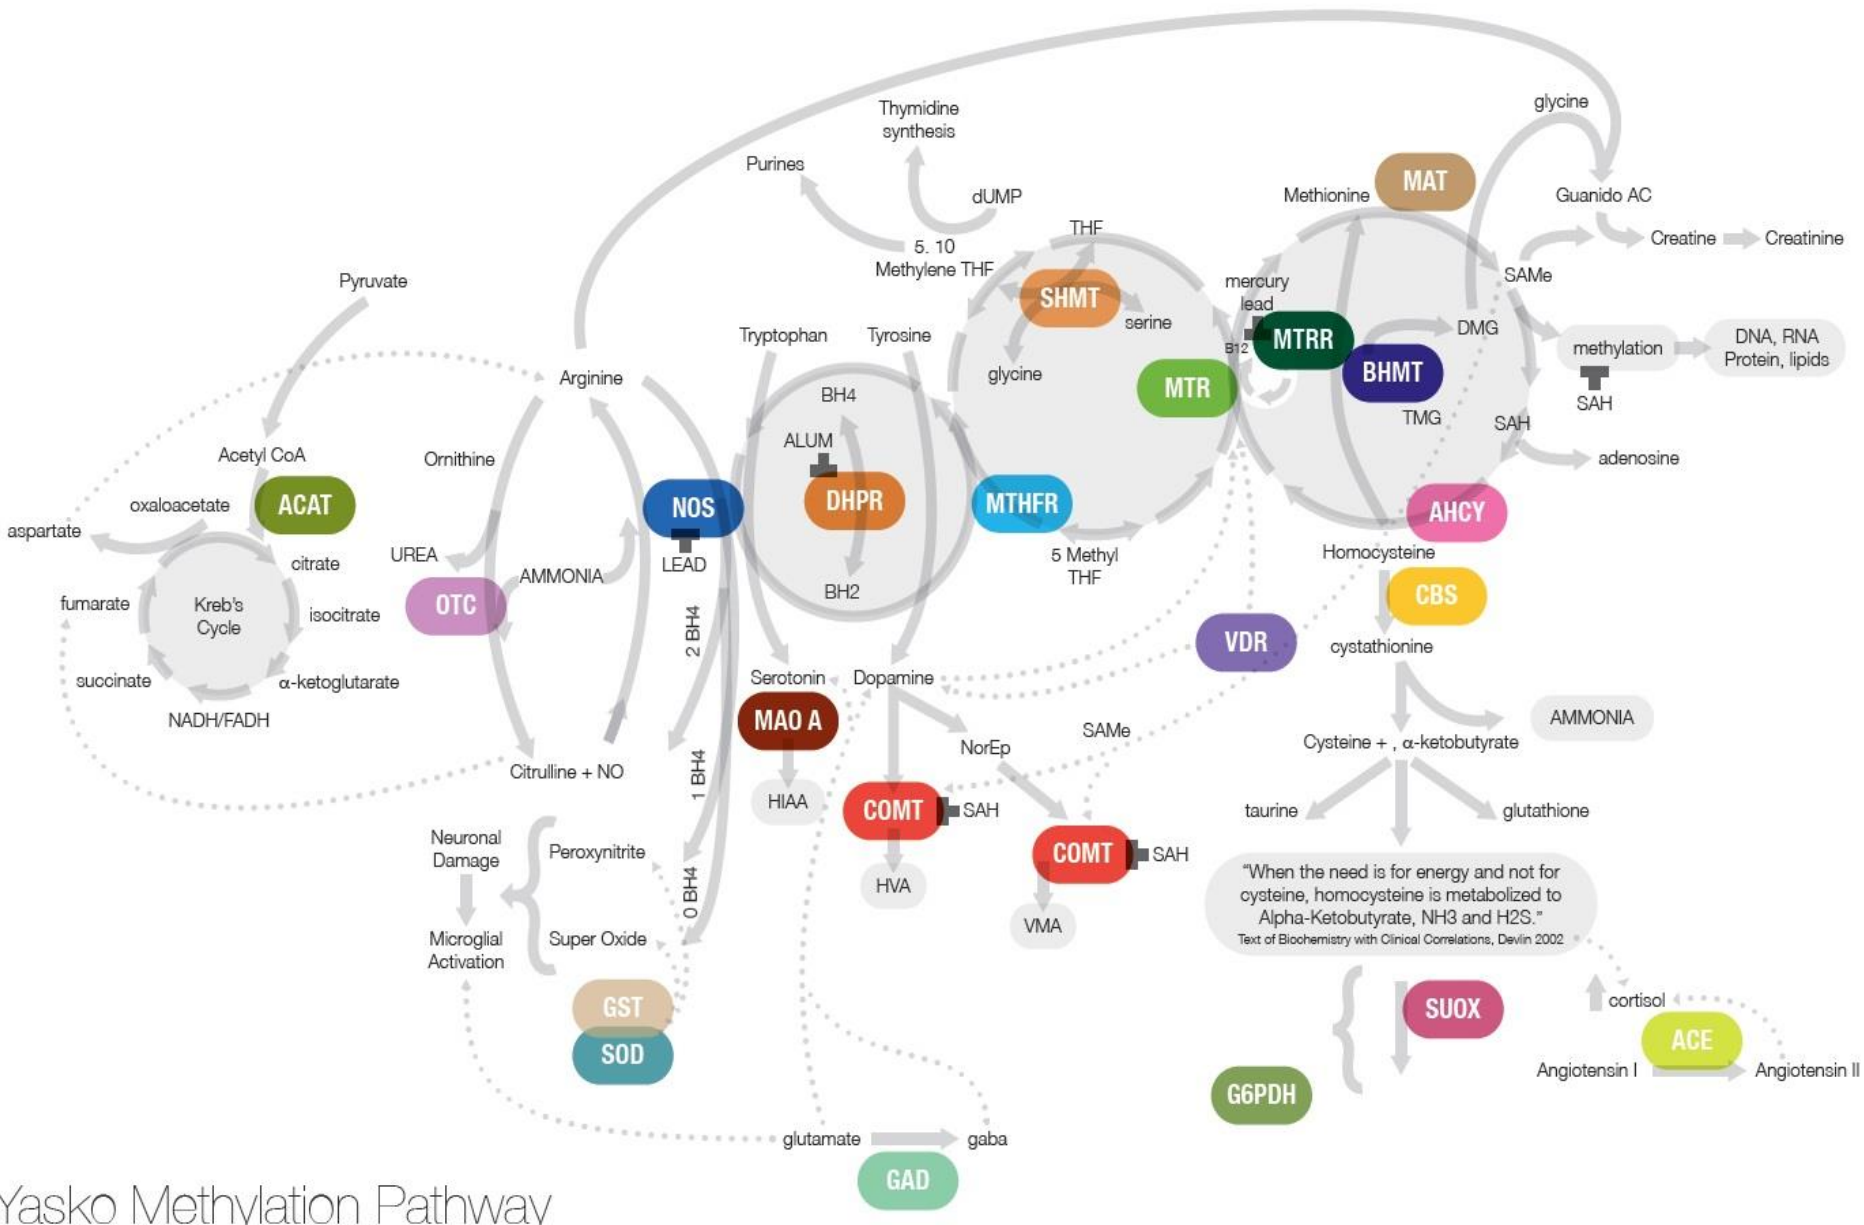 Thymidine
synthesis
glycine
Purines
MAT
Methionine
Guanido AC
dUMP
THF
Creatine
Creatinine
5. 10
Methylene THF
Pyruvate
SAMe
mercury
lead
SHMT
serine
Tryptophan
Tyrosine
B12
MTRR
DMG
methylation
DNA, RNA
Protein, lipids
Arginine
glycine
MTR
BHMT
BH4
TMG
SAH
SAH
ALUM
Acetyl CoA
Ornithine
adenosine
oxaloacetate
ACAT
NOS
DHPR
MTHFR
AHCY
aspartate
citrate
UREA
AMMONIA
LEAD
5 Methyl
THF
Homocysteine
fumarate
Kreb's
Cycle
isocitrate
OTC
BH2
CBS
2 BH4
VDR
cystathionine
succinate
α-ketoglutarate
Serotonin
Dopamine
NADH/FADH
MAO A
AMMONIA
NorEp
SAMe
Cysteine + , α-ketobutyrate
Citrulline + NO
1 BH4
HIAA
COMT
SAH
taurine
glutathione
Neuronal
Damage
Peroxynitrite
COMT
SAH
0 BH4
HVA
"When the need is for energy and not for
cysteine, homocysteine is metabolized to
Alpha-Ketobutyrate, NH3 and H2S."
Text of Biochemistry with Clinical Correlations, Devlin 2002
VMA
Microglial
Activation
Super Oxide
GST
SOD
SUOX
cortisol
ACE
Angiotensin I
Angiotensin II
G6PDH
glutamate
gaba
GAD
Yasko Methylation Pathway